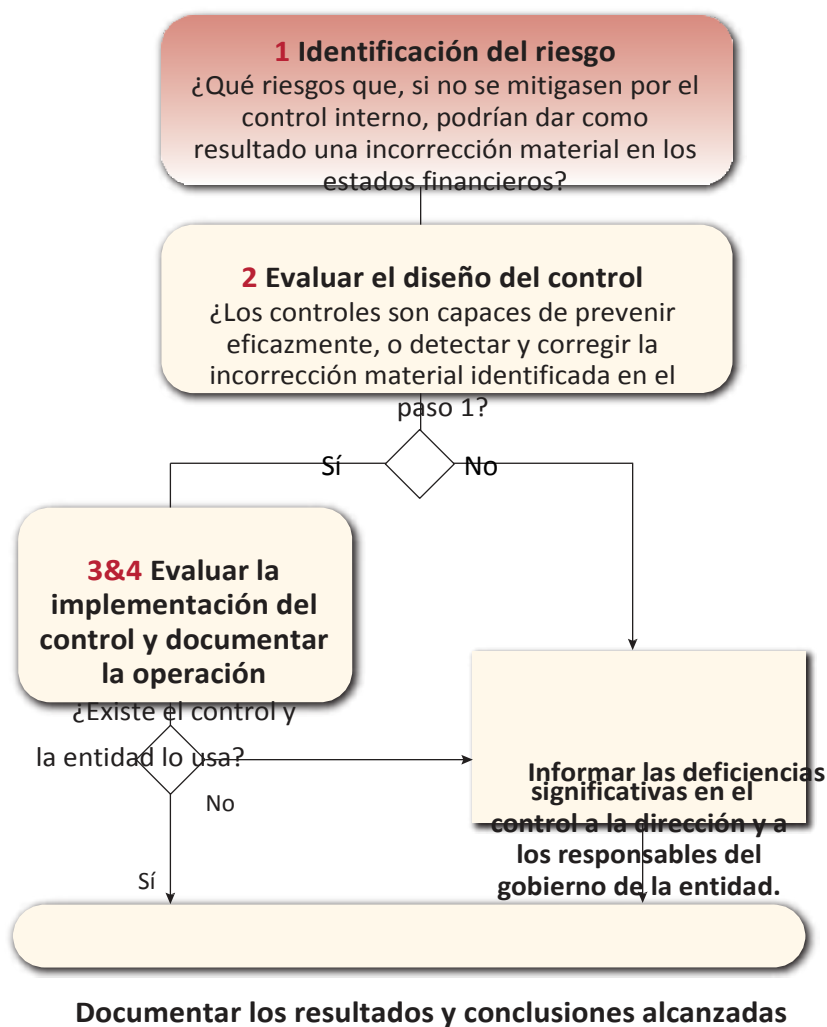 1 Identificación del riesgo
¿Qué riesgos que, si no se mitigasen por el
control interno, podrían dar como
resultado una incorrección material en los
estados financieros?
2 Evaluar el diseño del control
¿Los controles son capaces de prevenir
eficazmente, o detectar y corregir la
incorrección material identificada en el
paso 1?
Sí
No
3&4 Evaluar la
implementación del
control y documentar
la operación
¿Existe el control y
la entidad lo usa?
No
Informar las deficiencias
significativas en el
control a la dirección y a
los responsables del
gobierno de la entidad.
Sí
Documentar los resultados y conclusiones alcanzadas